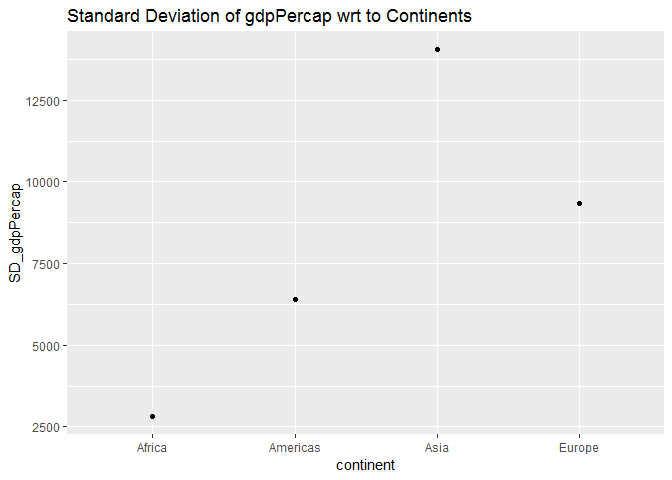 Standard Deviation of gdpPercap wrt to Continents
SD_gdpPercap
12500
10000
7500
5000
2500
Africa Americas Asia Europe
continent